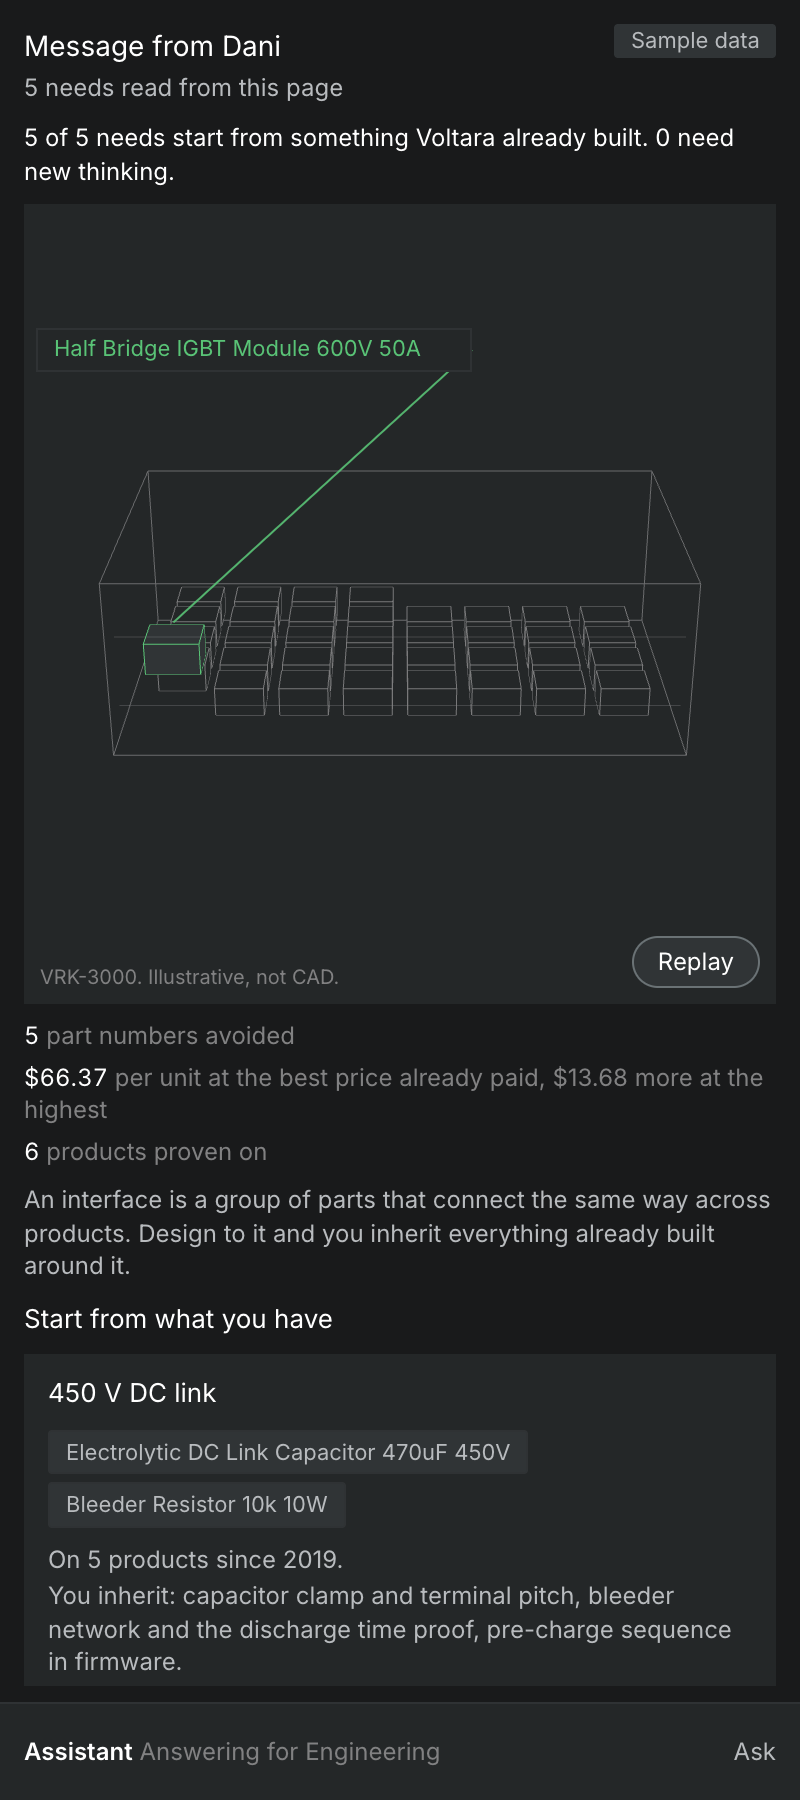 Message from Dani
Sample data
5 needs read from this page
5 of 5 needs start from something Voltara already built. 0 need
new thinking.
Half Bridge IGBT Module 600V 50A
VRK-3000. Illustrative, not CAD.
Replay
5 part numbers avoided
$66.37 per unit at the best price already paid, $13.68 more at the
highest
6 products proven on
An interface is a group of parts that connect the same way across
products. Design to it and you inherit everything already built
around it.
Start from what you have
450 V DC link
Electrolytic DC Link Capacitor 470uF 450V
Bleeder Resistor 10k 10W
On 5 products since 2019.
You inherit: capacitor clamp and terminal pitch, bleeder
network and the discharge time proof, pre-charge sequence
in firmware.
Assistant Answering for Engineering
Ask